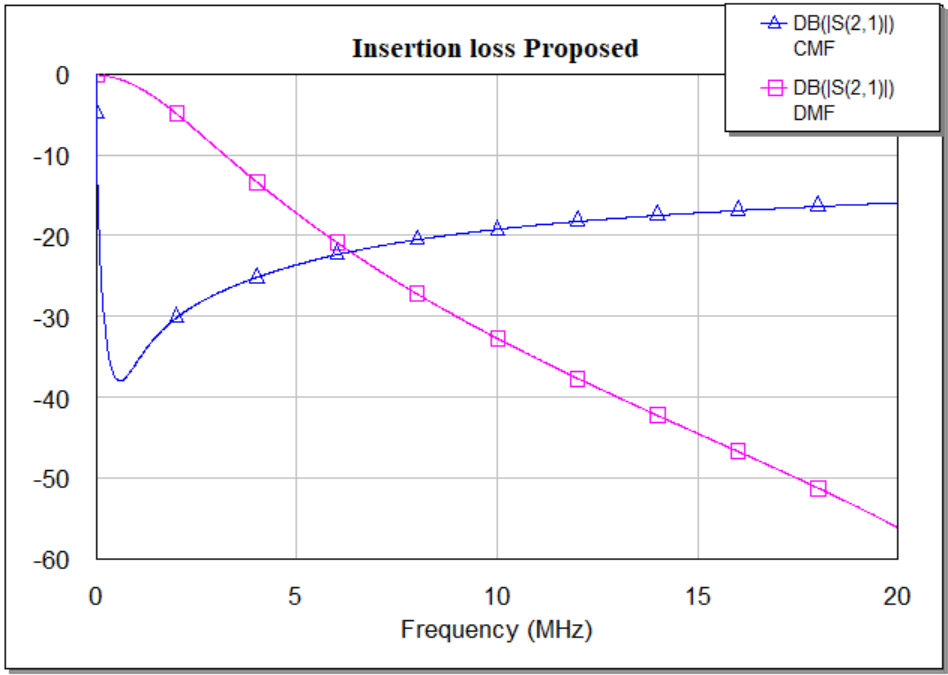 DB(|S(2,1)|)
CMF
DB(|S(2,1)|)
DMF
Insertion loss Proposed
0
-10
-20
-30
-40
-50
-60
0 5 10 15 20
Frequency (MHz)